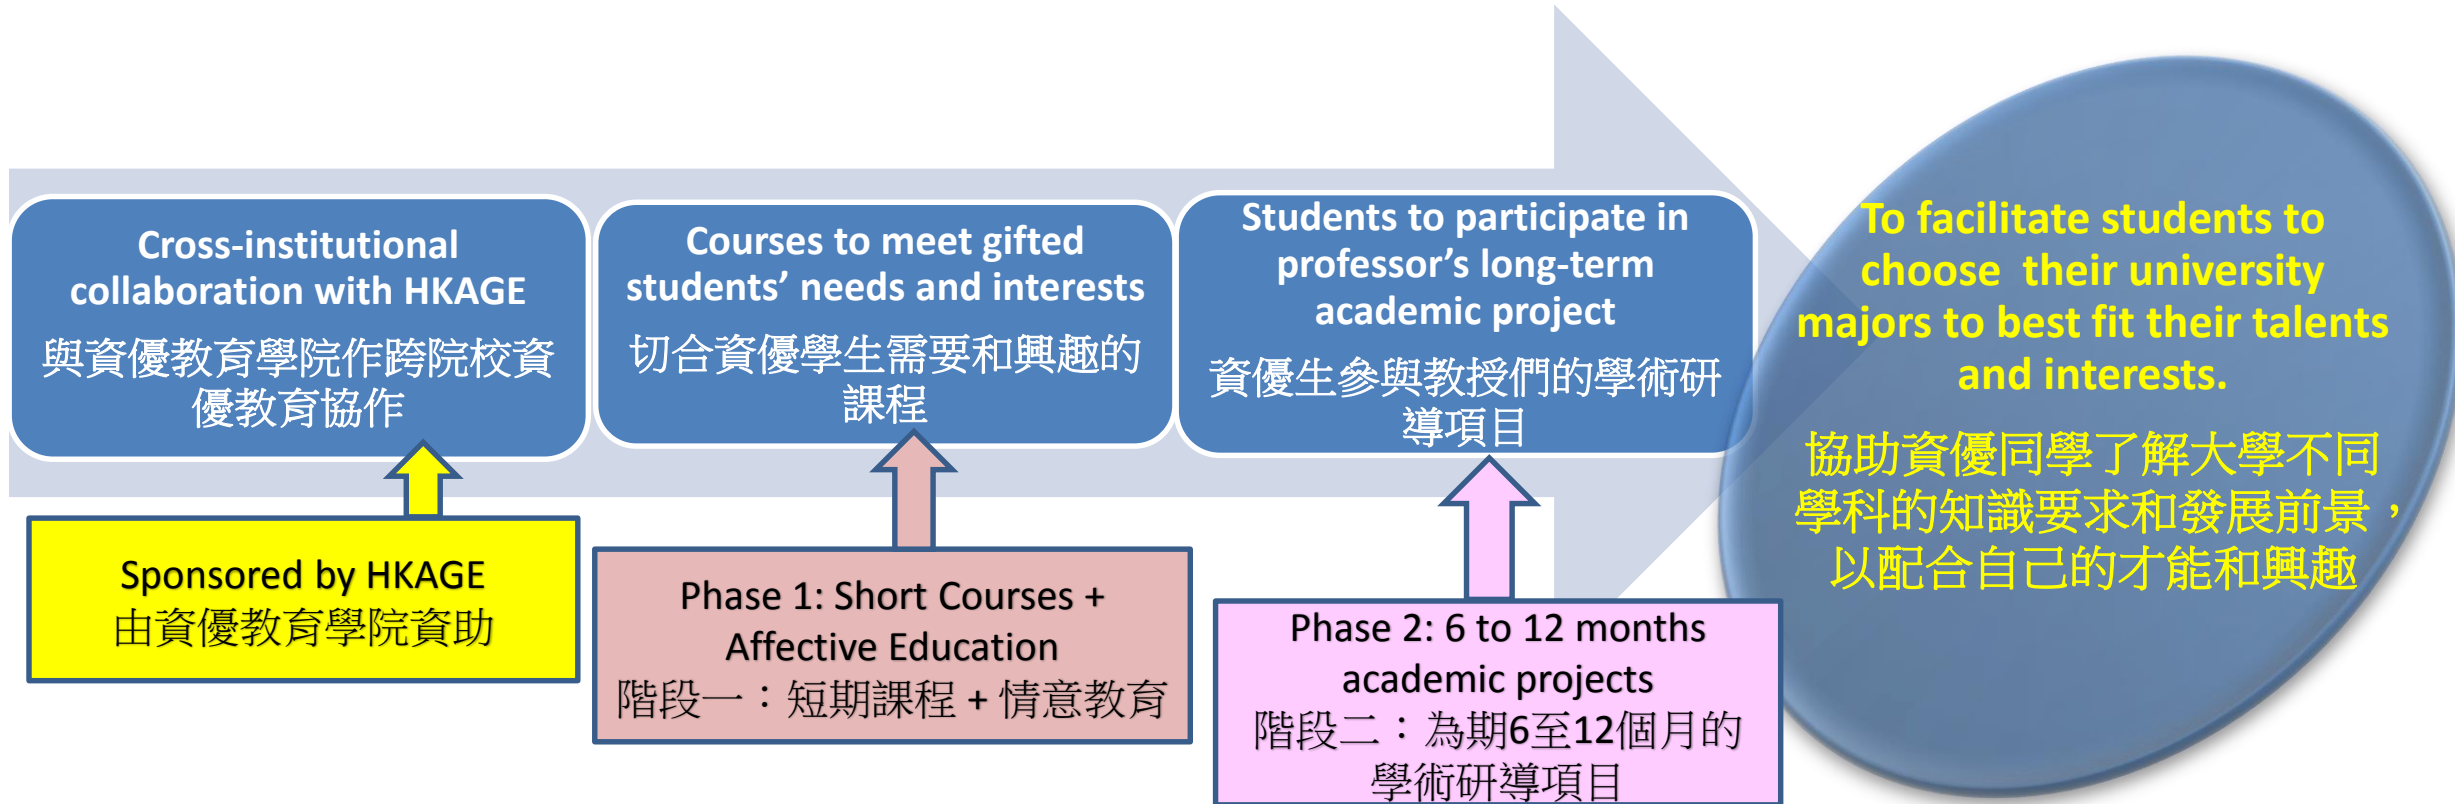 Cross-institutional
collaboration with HKAGE
與資優教育學院作跨院校資
優教育協作
Courses to meet gifted
students’ needs and interests
切合資優學生需要和興趣的
課程
Students to participate in
professor’s long-term
academic project
資優生參與教授們的學術研
導項目
To facilitate students to
choose their university
majors to best fit their talents
and interests.
協助資優同學了解大學不同
學科的知識要求和發展前景，
以配合自己的才能和興趣
Sponsored by HKAGE
由資優教育學院資助
Phase 1: Short Courses +
Affective Education
階段一：短期課程 + 情意教育
Phase 2: 6 to 12 months
academic projects
階段二：為期6至12個月的
學術研導項目